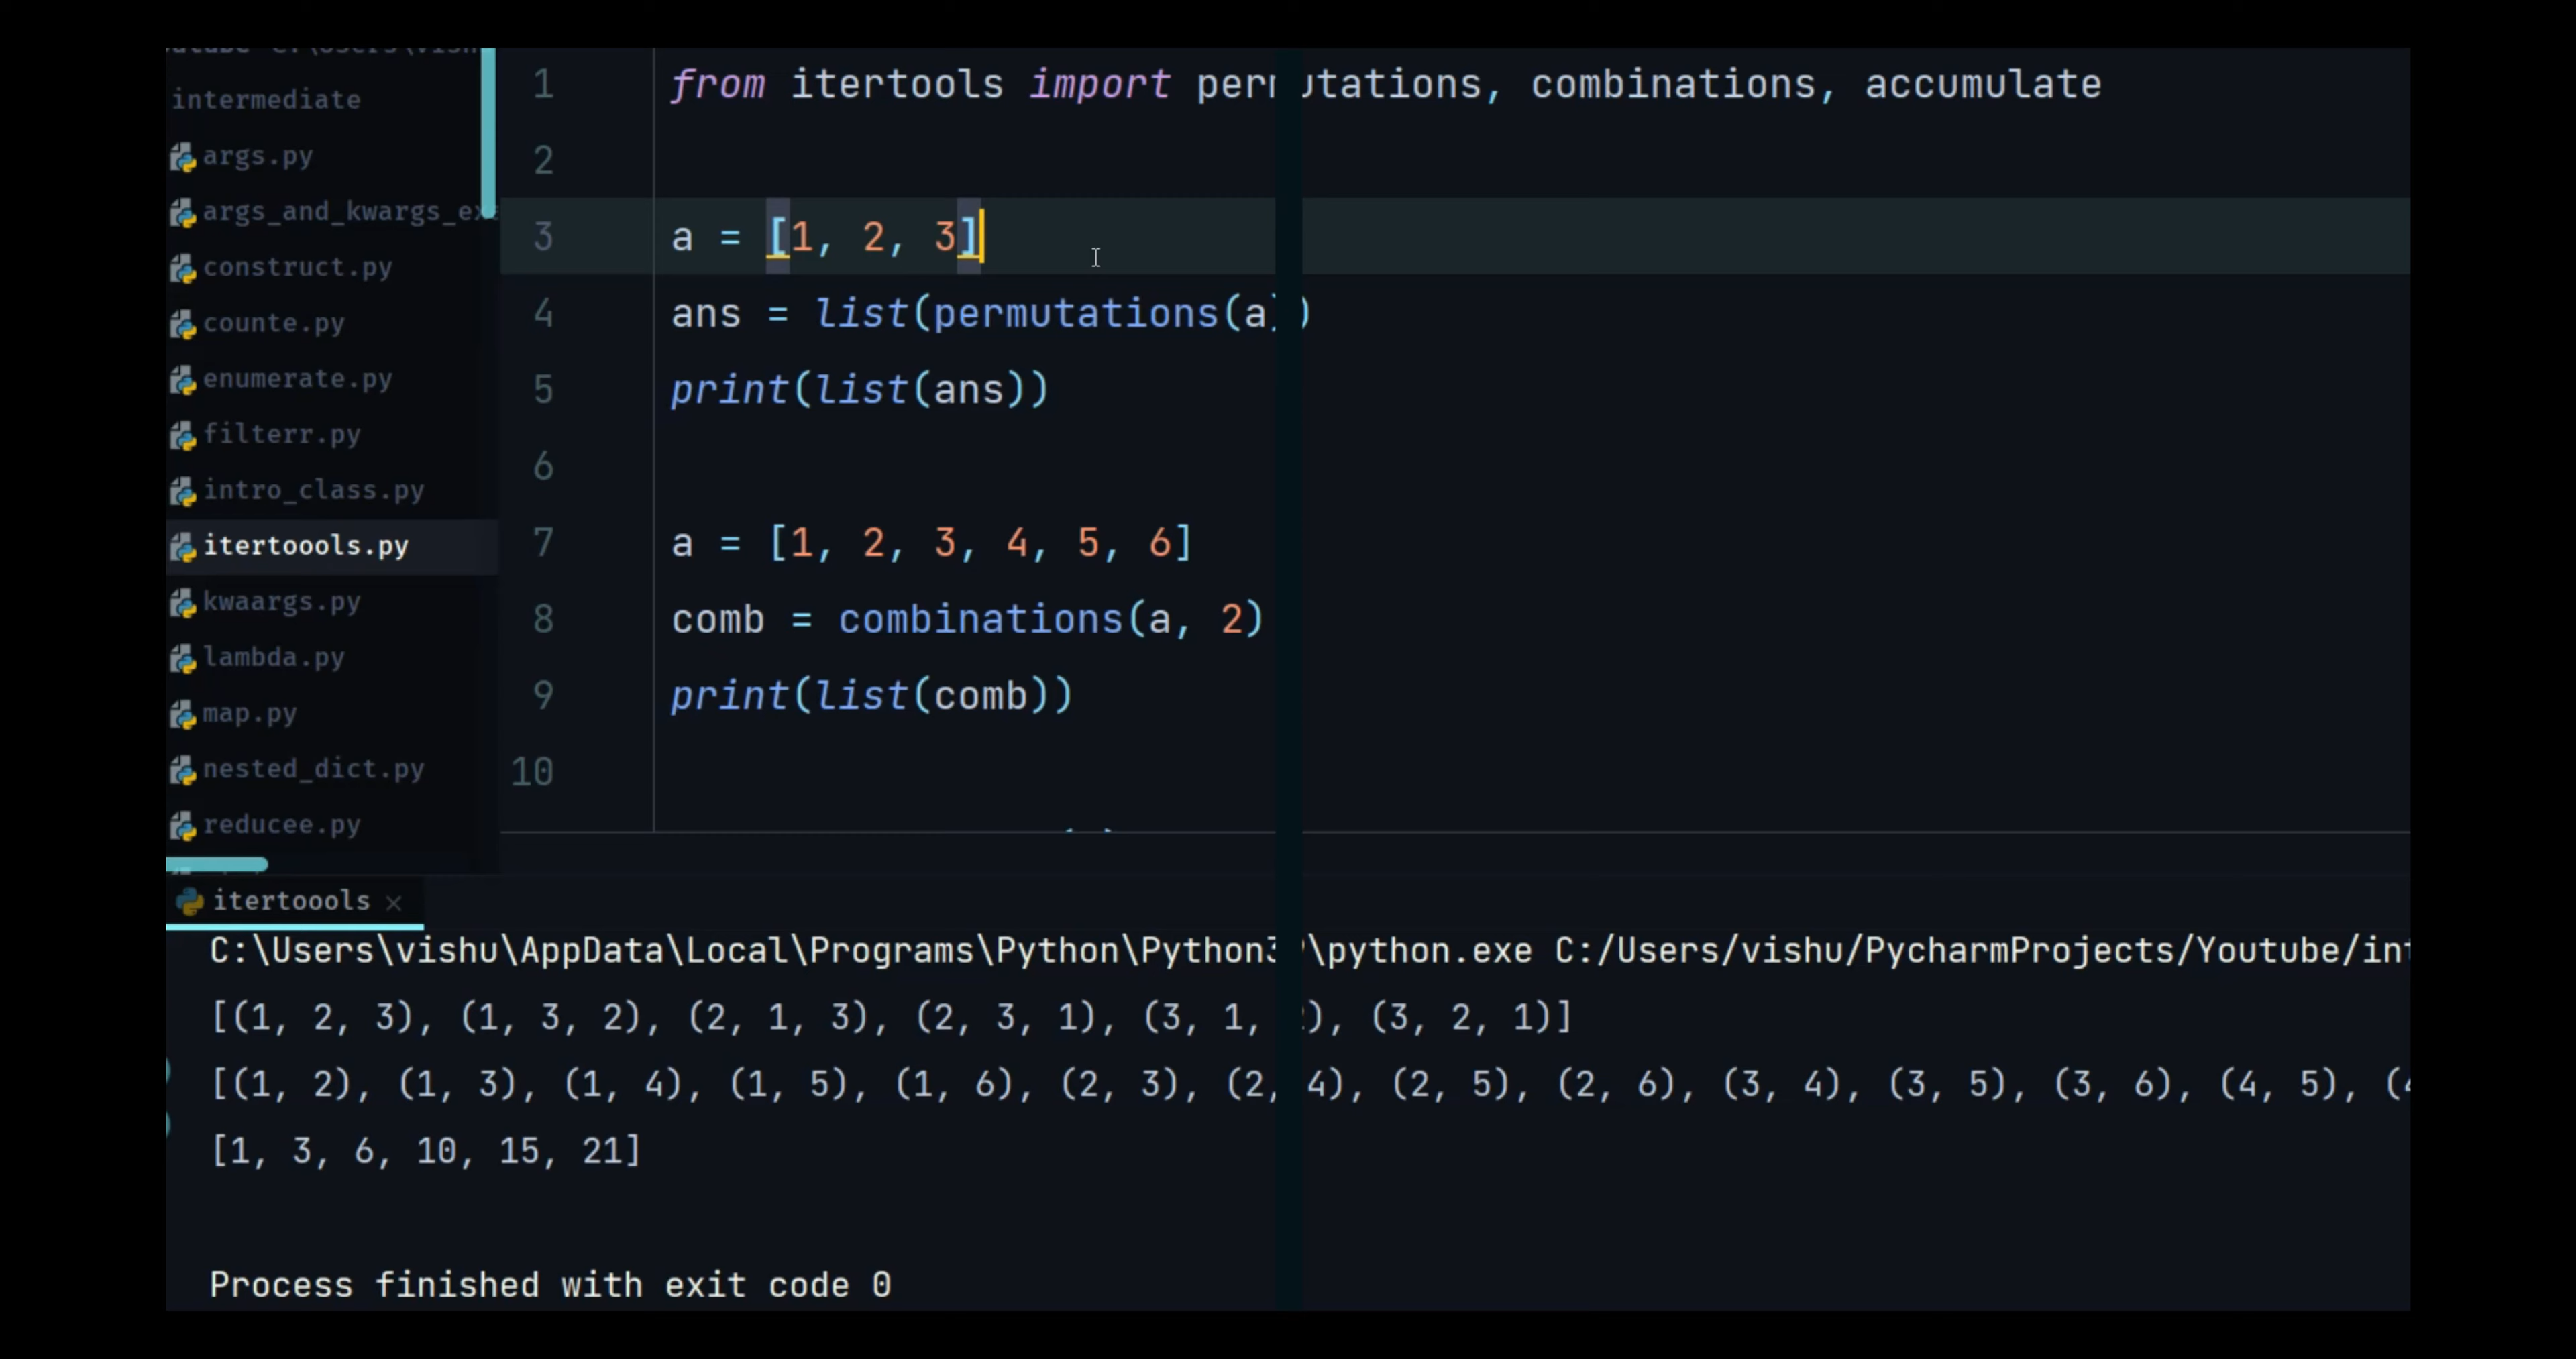 intermediate
args.py
args_and_kwargs_ex
construct.py
counte.py
enumerate.py
filterr.py
intro_class.py
itertoools.py
kwaargs.py
lambda.py
map.py
nested_dict.py
reducee.py
1 from itertools import permutations, combinations, accumulate
2
3 a = [1, 2, 3]
4 ans = list(permutations(a))
5 print(list(ans))
6
7 a = [1, 2, 3, 4, 5, 6]
8 comb = combinations(a, 2)
9 print(list(comb))
10
itertoools ×
C:\Users\vishu\AppData\Local\Programs\Python\Python39\python.exe C:/Users/vishu/PycharmProjects/Youtube/int
[(1, 2, 3), (1, 3, 2), (2, 1, 3), (2, 3, 1), (3, 1, 2), (3, 2, 1)]
[(1, 2), (1, 3), (1, 4), (1, 5), (1, 6), (2, 3), (2, 4), (2, 5), (2, 6), (3, 4), (3, 5), (3, 6), (4, 5), (4
[1, 3, 6, 10, 15, 21]
Process finished with exit code 0